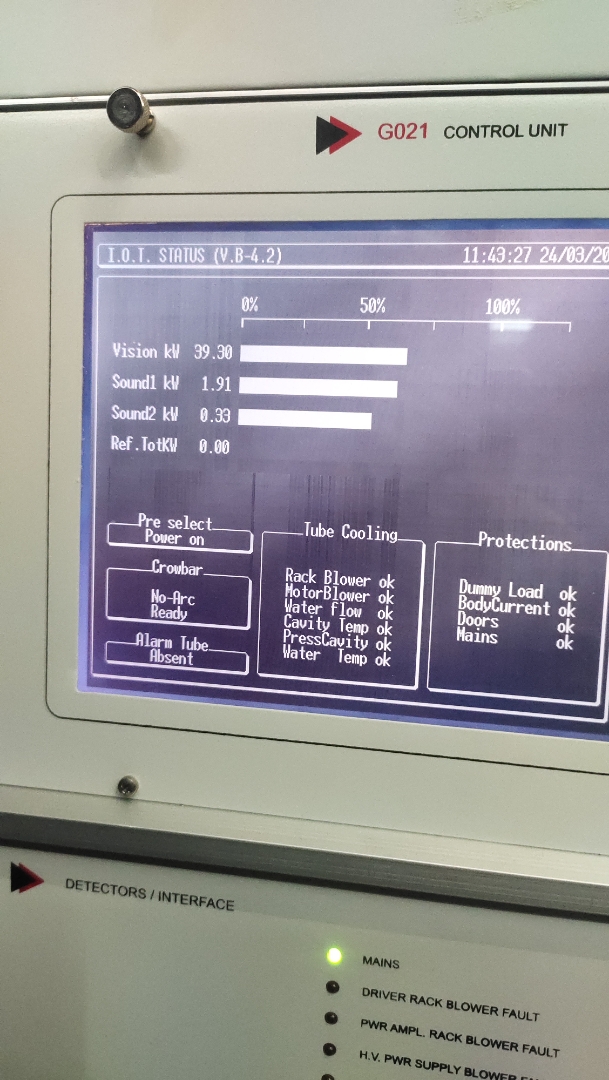 G021 CONTROL UNIT
I.O.T. STATUS (V.B-4.2) 11:43:27 24/03/20
0% 50% 100%
Vision kW 39.30
Sound1 kW 1.91
Sound2 kW 0.33
Ref.TotKW 0.00
Pre select
Power on
Crowbar
No-Arc
Ready
Alarm Tube
Absent
Tube Cooling
Rack Blower ok
MotorBlower ok
Water flow ok
Cavity Temp ok
PressCavity ok
Water Temp ok
Protections
Dummy Load ok
BodyCurrent ok
Doors ok
Mains ok
DETECTORS / INTERFACE
MAINS
DRIVER RACK BLOWER FAULT
PWR AMPL. RACK BLOWER FAULT
H.V. PWR SUPPLY BLOWER